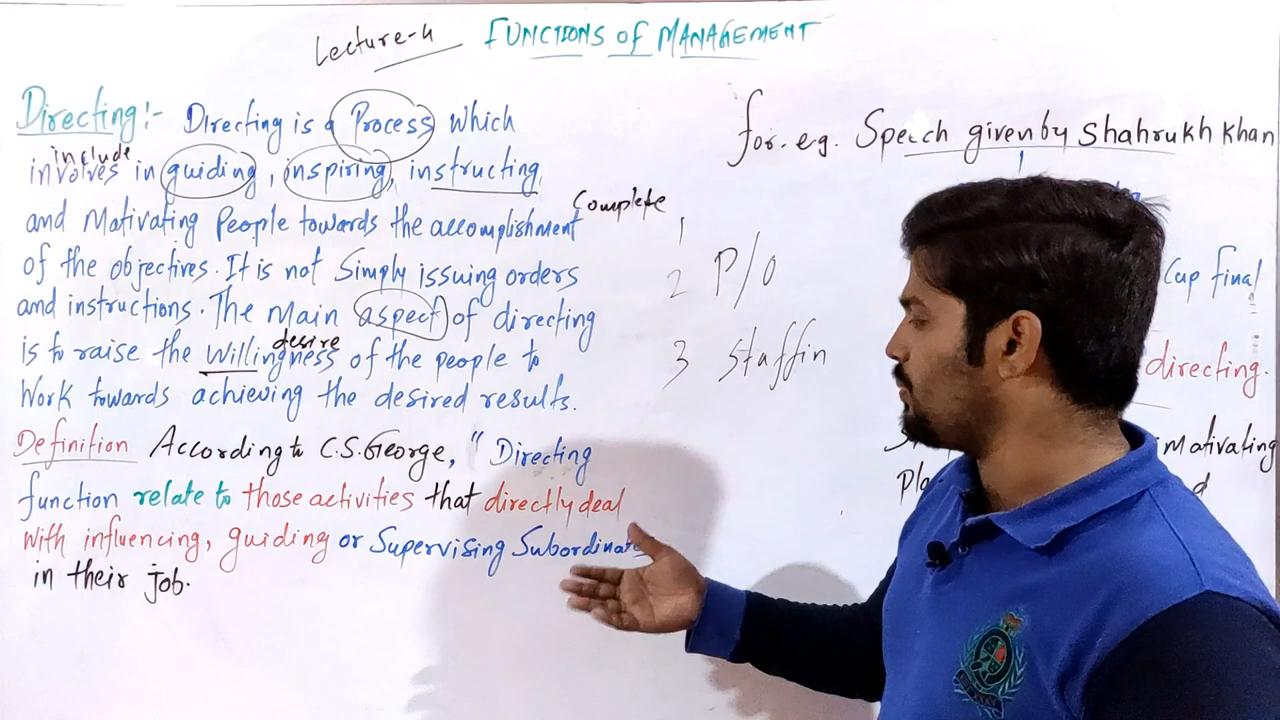 Lecture-4 FUNCTIONS of MANAGEMENT
Directing:- Directing is a Process which
include
involves in guiding, inspiring, instructing
Complete
and Motivating People towards the accomplishment
of the objectives. It is not Simply issuing orders
and instructions. The Main aspect of directing
desire
is to raise the Willingness of the people to
Work towards achieving the desired results.
Definition According to C.S. George, "Directing
function relate to those activities that directly deal
with influencing, guiding or Supervising Subordinate
in their job.
1
2 P/O
3 Staffin
for. e.g. Speech given by Shahrukh Khan
Cup final
directing.
Motivating